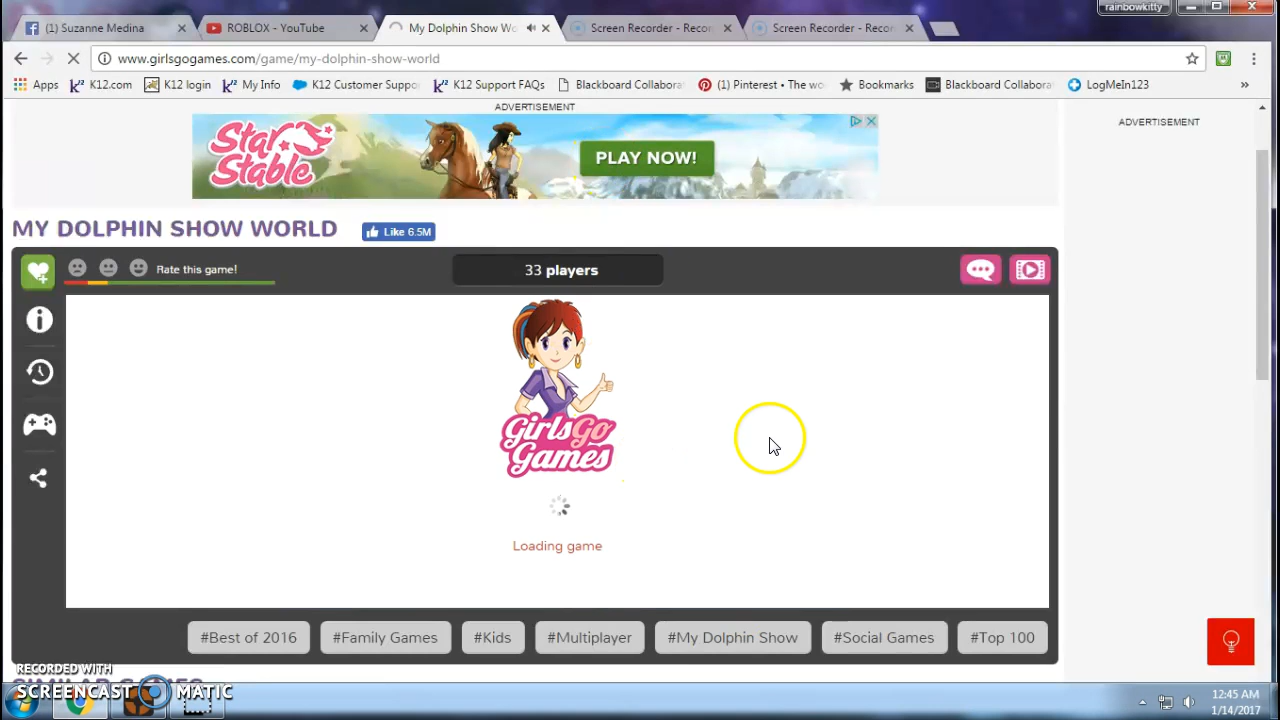 rainbowkitty
(1) Suzanne Medina
ROBLOX - YouTube
My Dolphin Show Wo
Screen Recorder - Recor
Screen Recorder - Recor
www.girlsgogames.com/game/my-dolphin-show-world
Apps
K12.com
K12 login
My Info
K12 Customer Suppo
K12 Support FAQs
Blackboard Collabora
(1) Pinterest • The wo
Bookmarks
Blackboard Collabora
LogMeIn123
»
ADVERTISEMENT
ADVERTISEMENT
Star
Stable
PLAY NOW!
MY DOLPHIN SHOW WORLD
Like 6.5M
Rate this game!
33 players
GirlsGo
Games
Loading game
#Best of 2016
#Family Games
#Kids
#Multiplayer
#My Dolphin Show
#Social Games
#Top 100
SIMILAR GAMES
RECORDED WITH
SCREENCAST MATIC
12:45 AM
1/14/2017